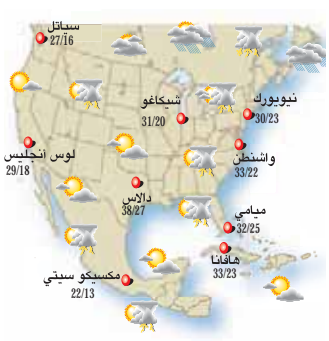 سياتل
27/16
نيويورك
30/23
شيكاغو
31/20
واشنطن
33/22
لوس انجليس
29/18
دالاس
38/27
ميامي
32/25
هافانا
33/23
مكسيكو سيتي
22/13